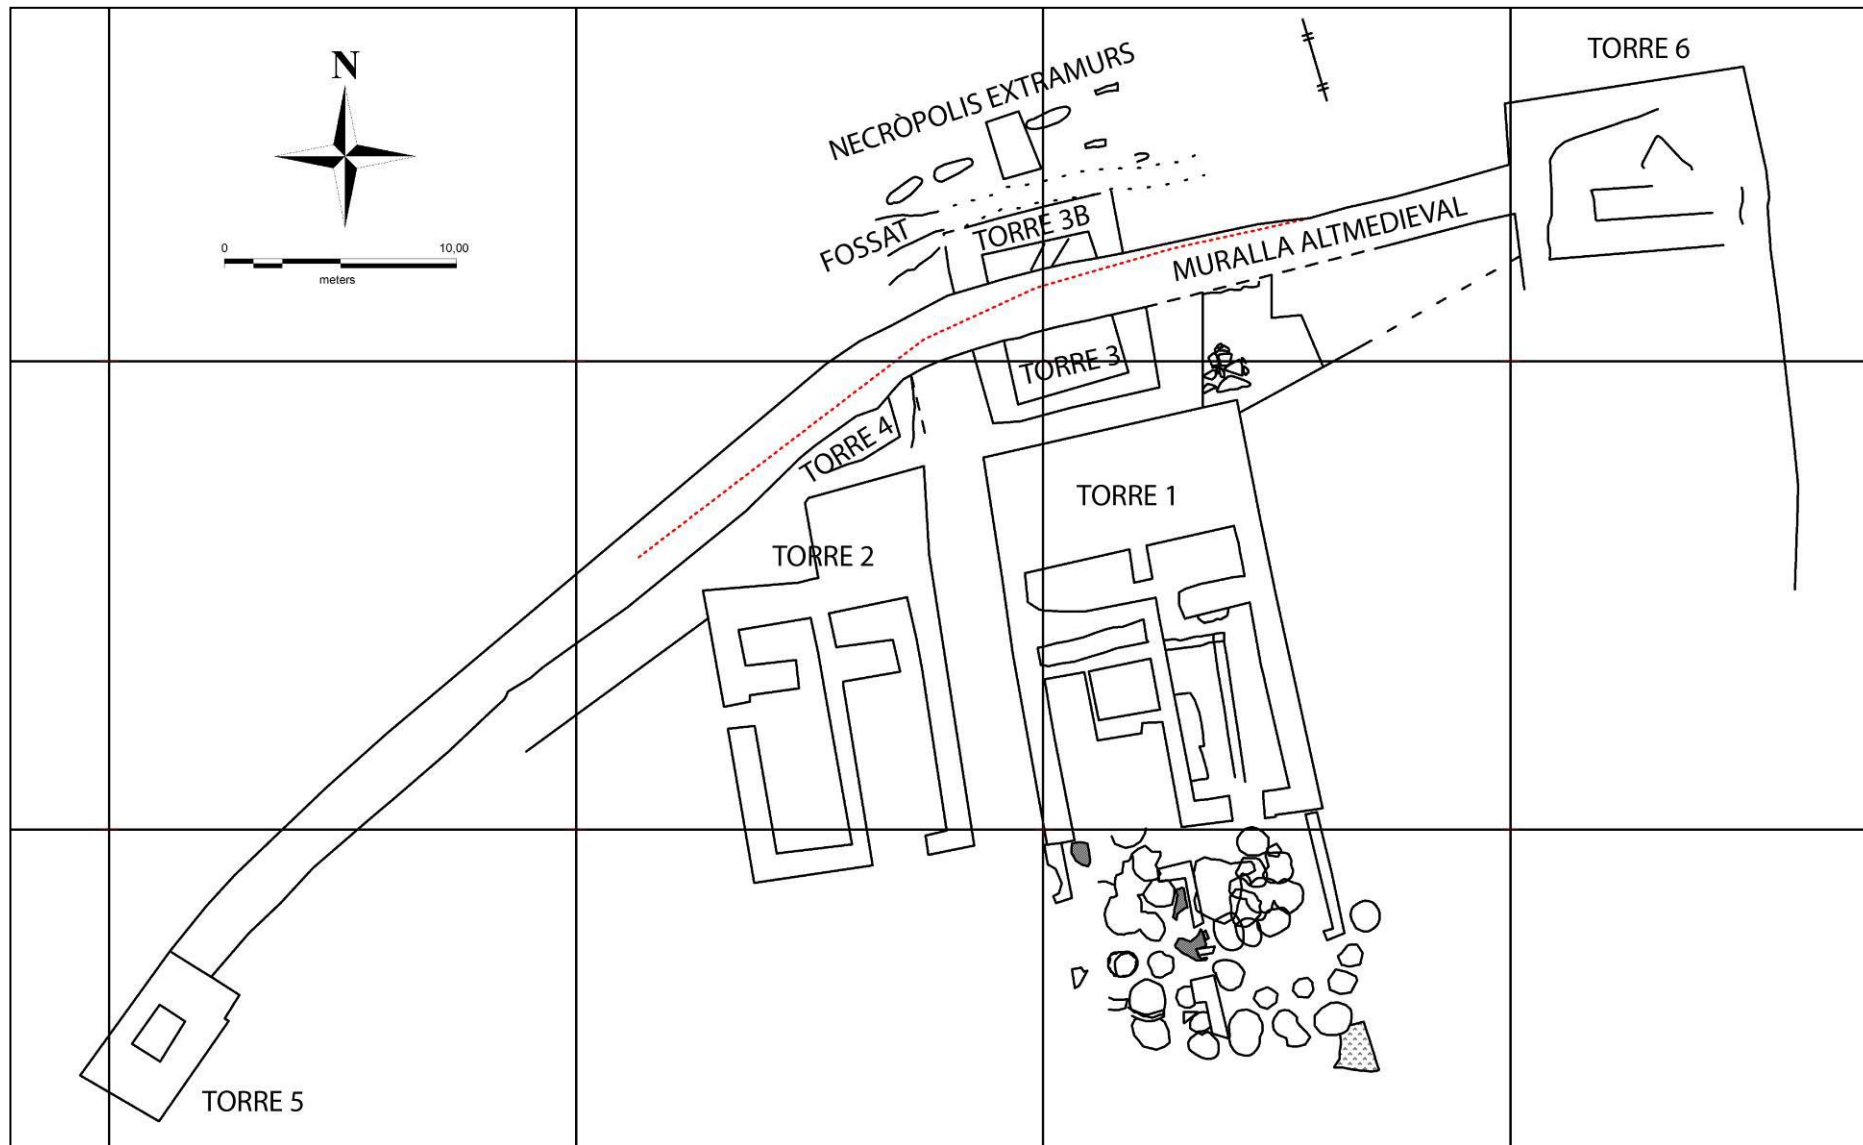 TORRE 6
N
NECRÒPOLIS EXTRAMURS
0 10,00
meters
FOSSAT
TORRE 3B
MURALLA ALTMEDIEVAL
TORRE 3
TORRE 4
TORRE 1
TORRE 2
TORRE 5